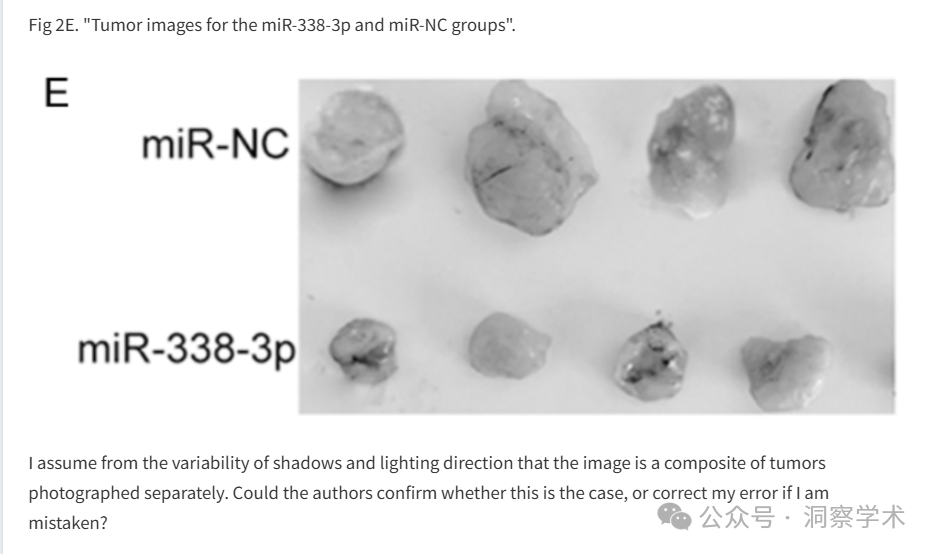 Fig 2E. "Tumor images for the miR-338-3p and miR-NC groups".
E
miR-NC
miR-338-3p
I assume from the variability of shadows and lighting direction that the image is a composite of tumors
photographed separately. Could the authors confirm whether this is the case, or correct my error if I am
mistaken?
公众号 · 洞察学术